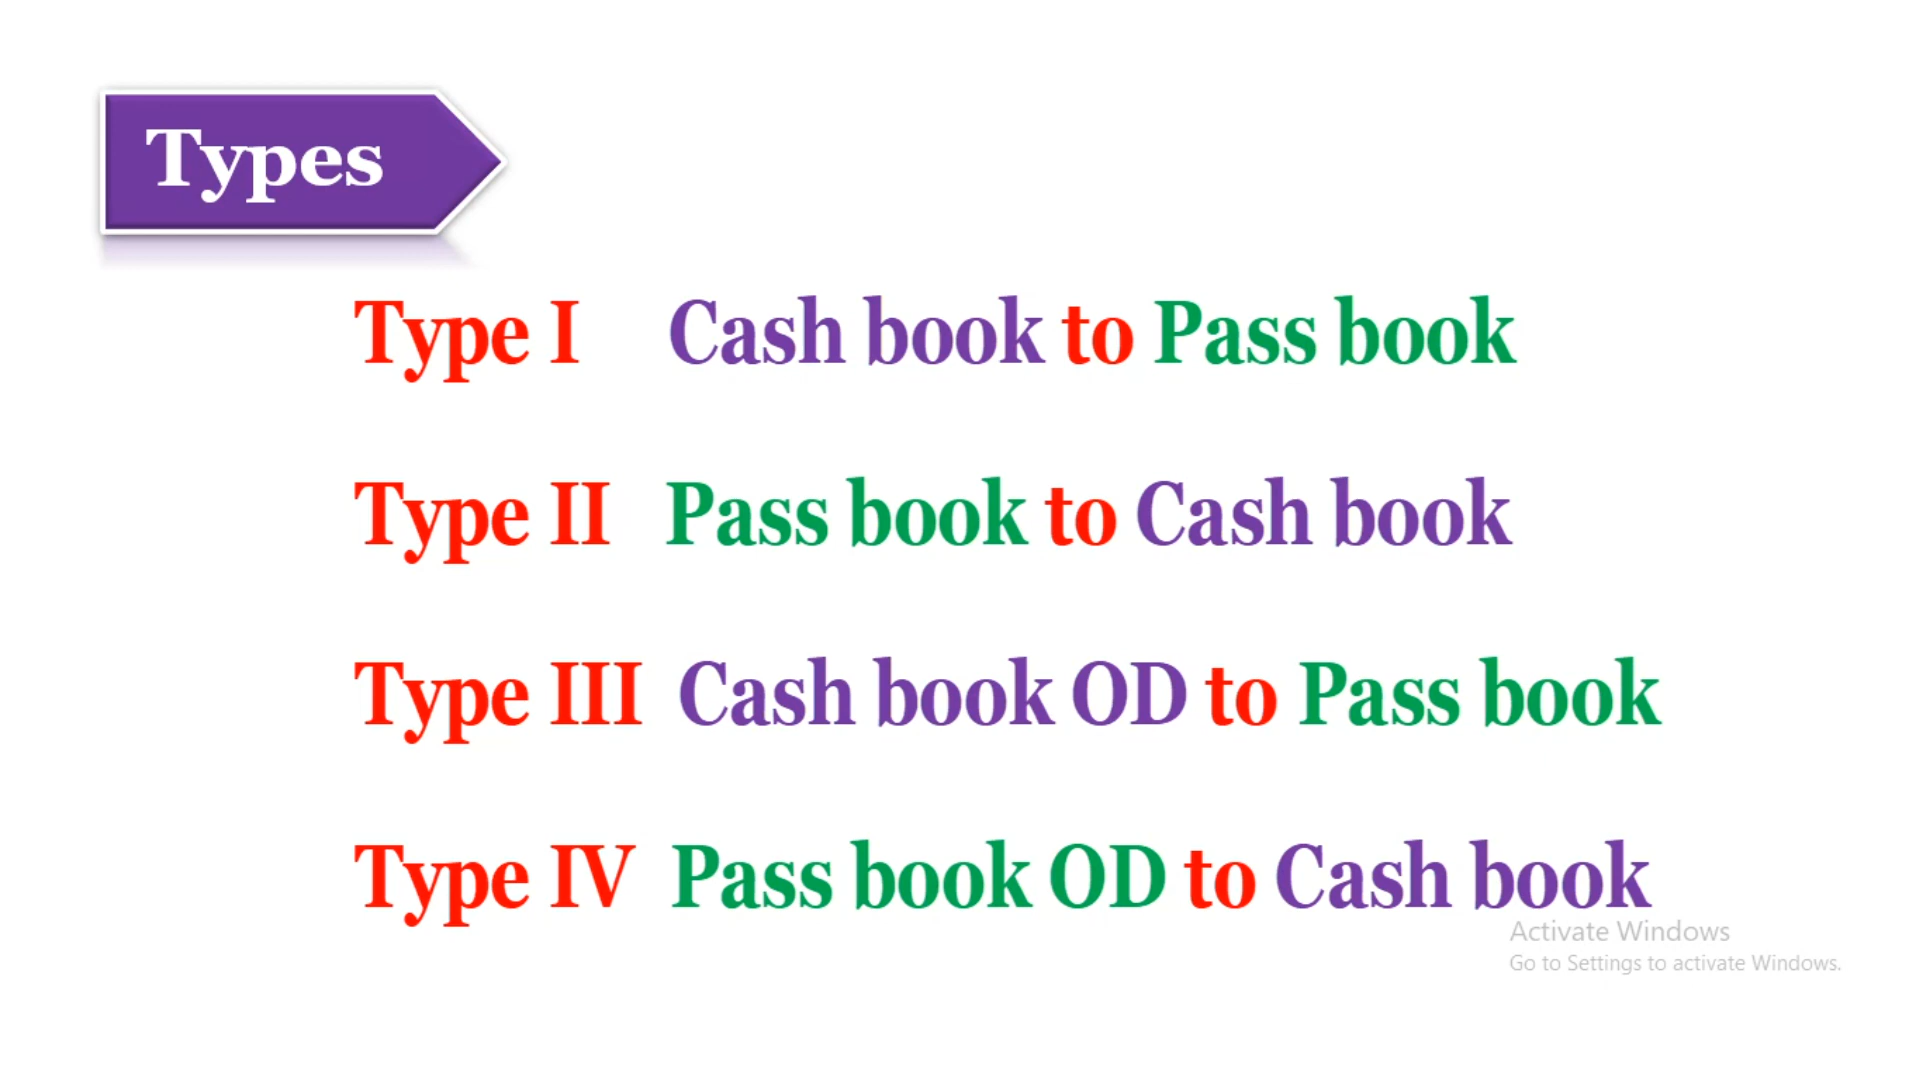 Types
Type I Cash book to Pass book
Type II Pass book to Cash book
Type III Cash book OD to Pass book
Type IV Pass book OD to Cash book
Activate Windows
Go to Settings to activate Windows.